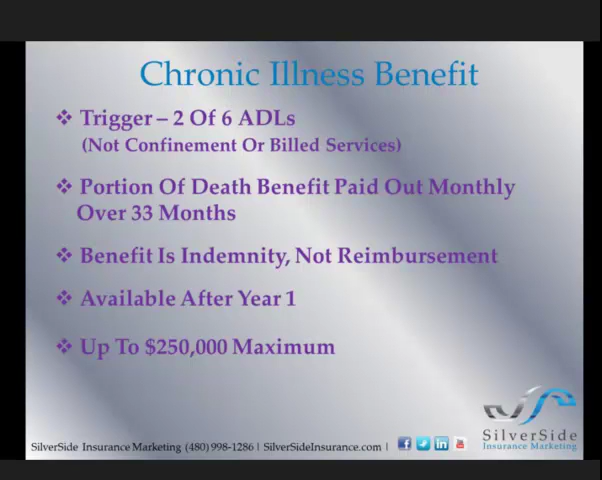 Chronic Illness Benefit
❖ Trigger – 2 Of 6 ADLs
(Not Confinement Or Billed Services)
❖ Portion Of Death Benefit Paid Out Monthly
Over 33 Months
❖ Benefit Is Indemnity, Not Reimbursement
❖ Available After Year 1
❖ Up To $250,000 Maximum
SilverSide
Insurance Marketing
SilverSide Insurance Marketing (480) 998-1286 | SilverSideInsurance.com |